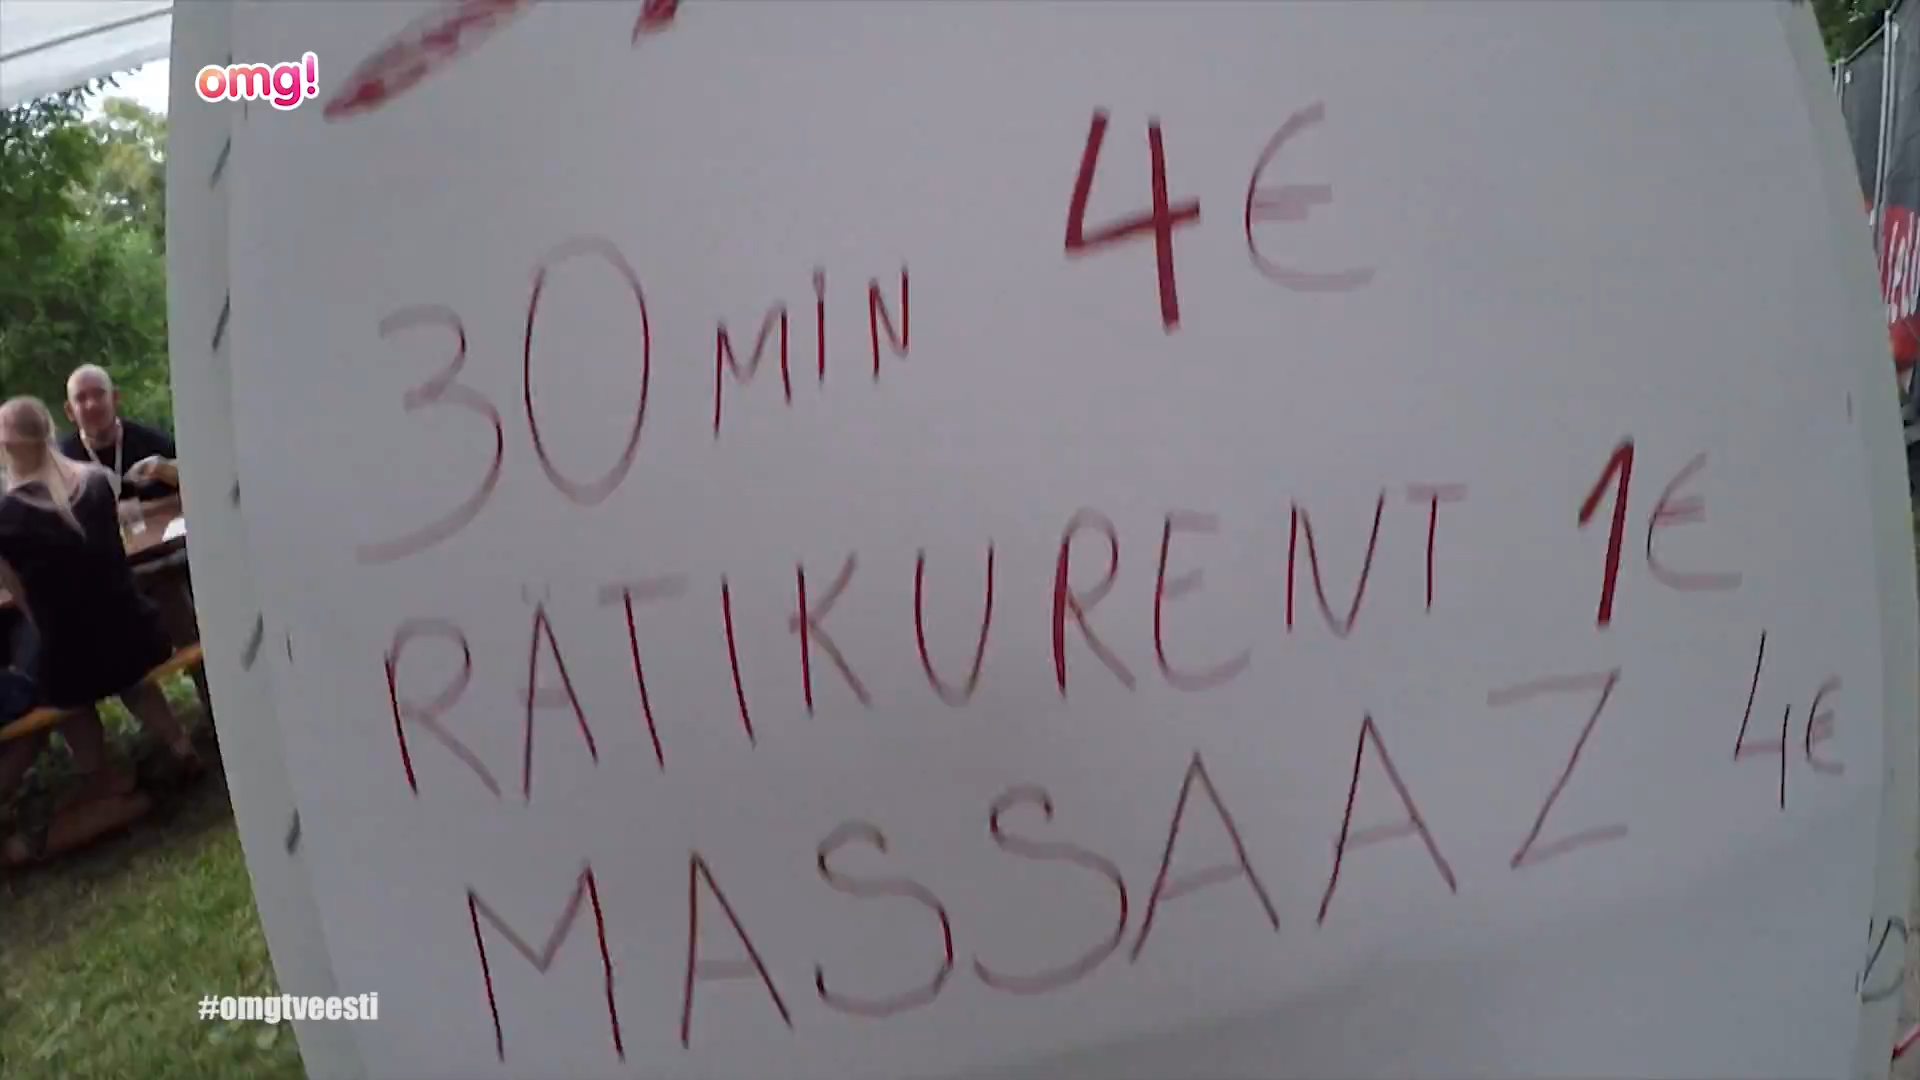 omg!
30 MIN 4€
RÄTIKURENT 1€
MASSAAZ 4€
#omgtveesti